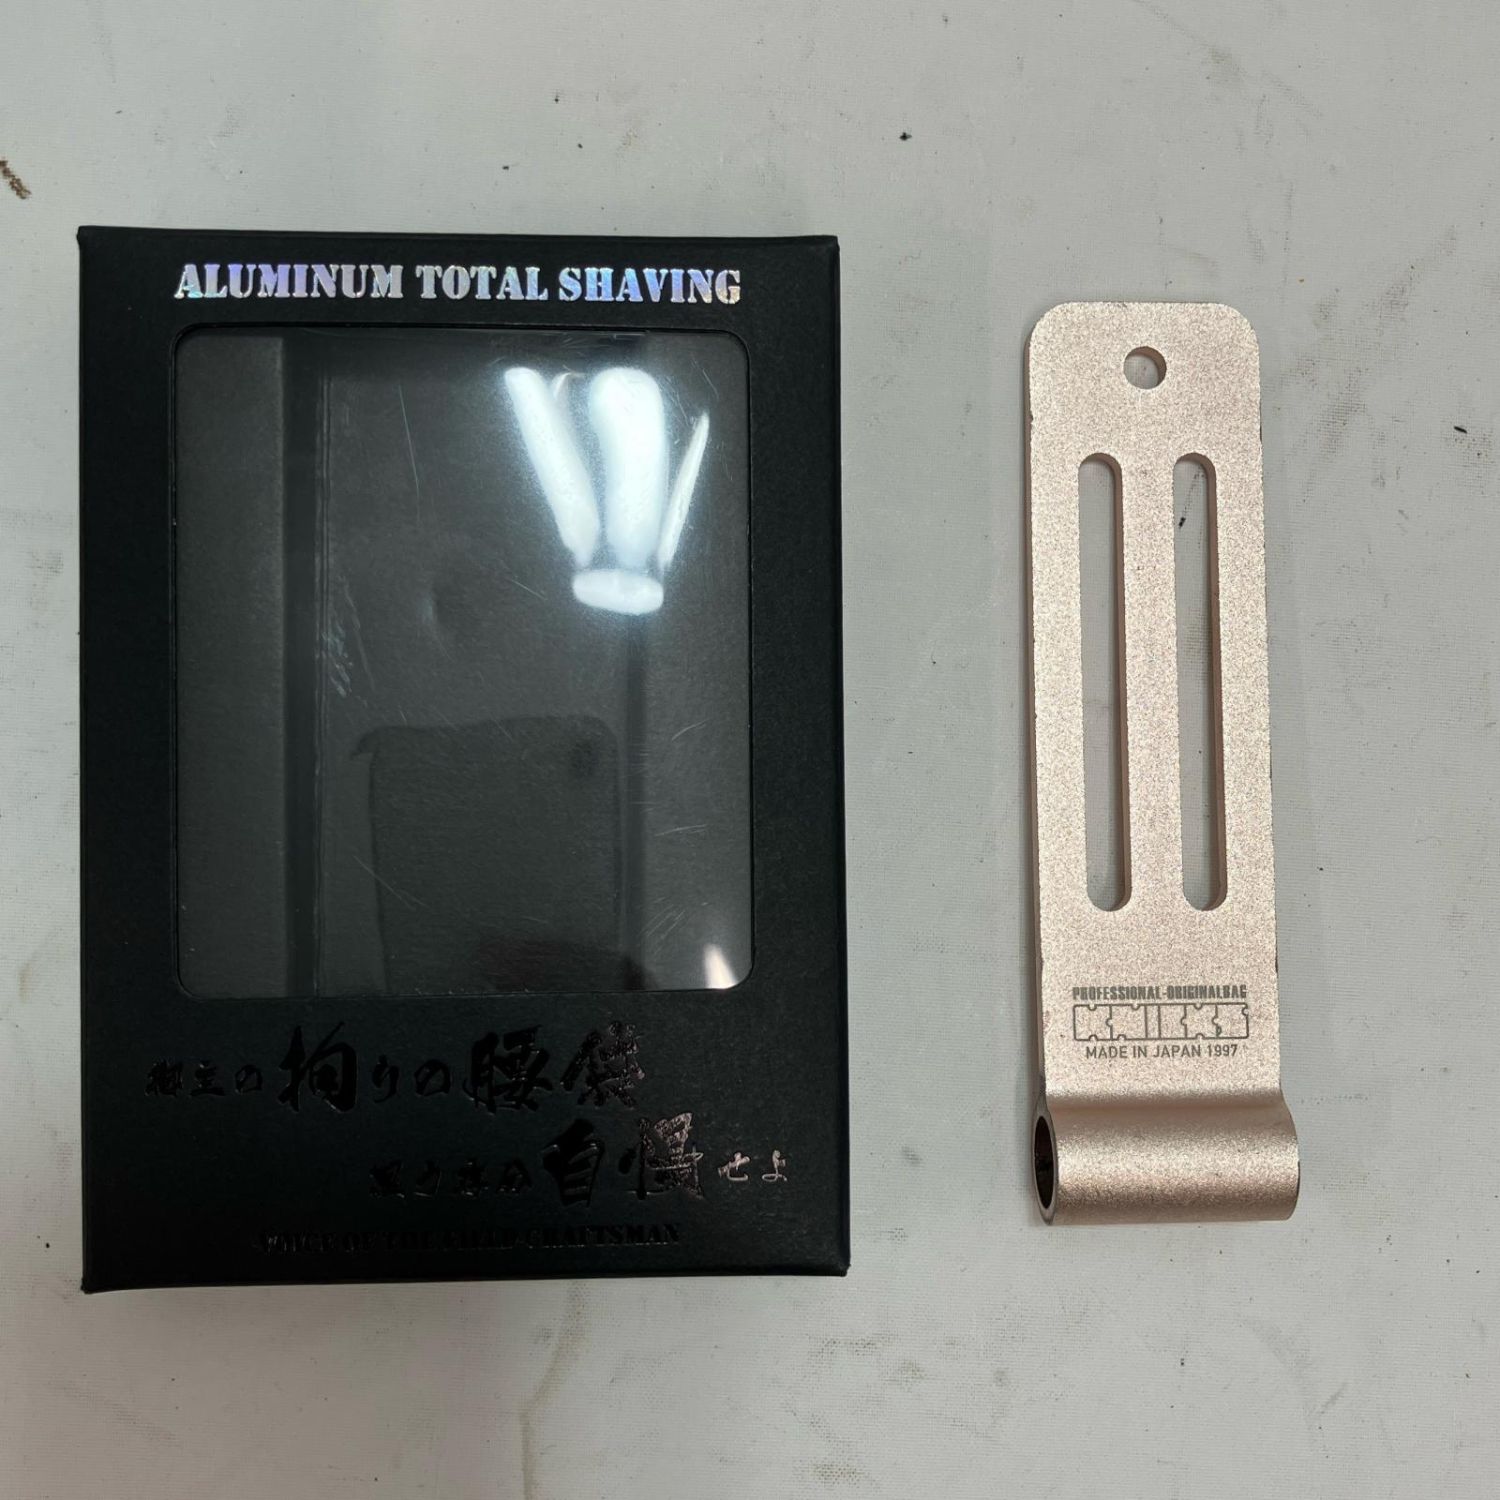 ALUMINUM TOTAL SHAVING
拘りの腰袋
自慢せよ
CRAFTSMAN
PROFESSIONAL-ORIGINALBAG
KNICKS
MADE IN JAPAN 1997